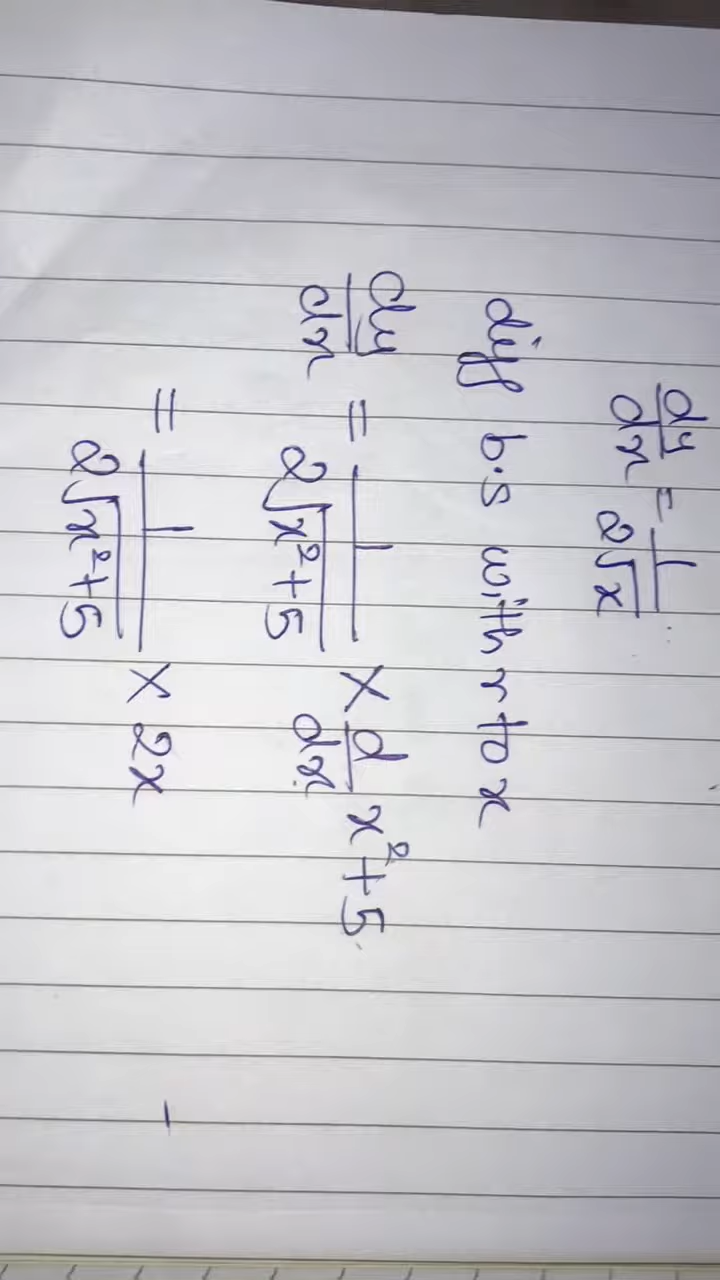 dy/dx = 1/2√x
dif b.s with r to x
dy/dx = 1/2√x²+5 × d/dx x²+5
= 1/2√x²+5 × 2x